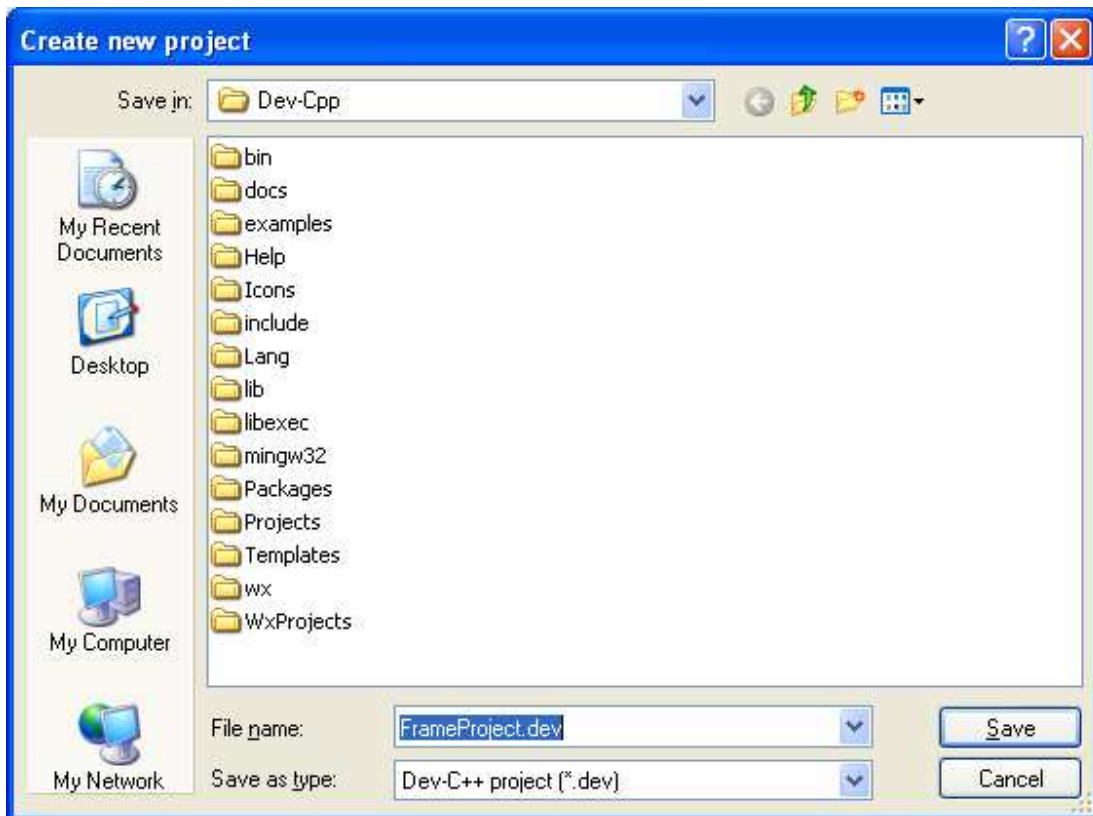 Create new project
Save in:
Dev-Cpp
My Recent
Documents
Desktop
My Documents
My Computer
My Network
bin
docs
examples
Help
Icons
include
Lang
lib
libexec
mingw32
Packages
Projects
Templates
wx
WxProjects
File name:
FrameProject.dev
Save
Save as type:
Dev-C++ project (*.dev)
Cancel